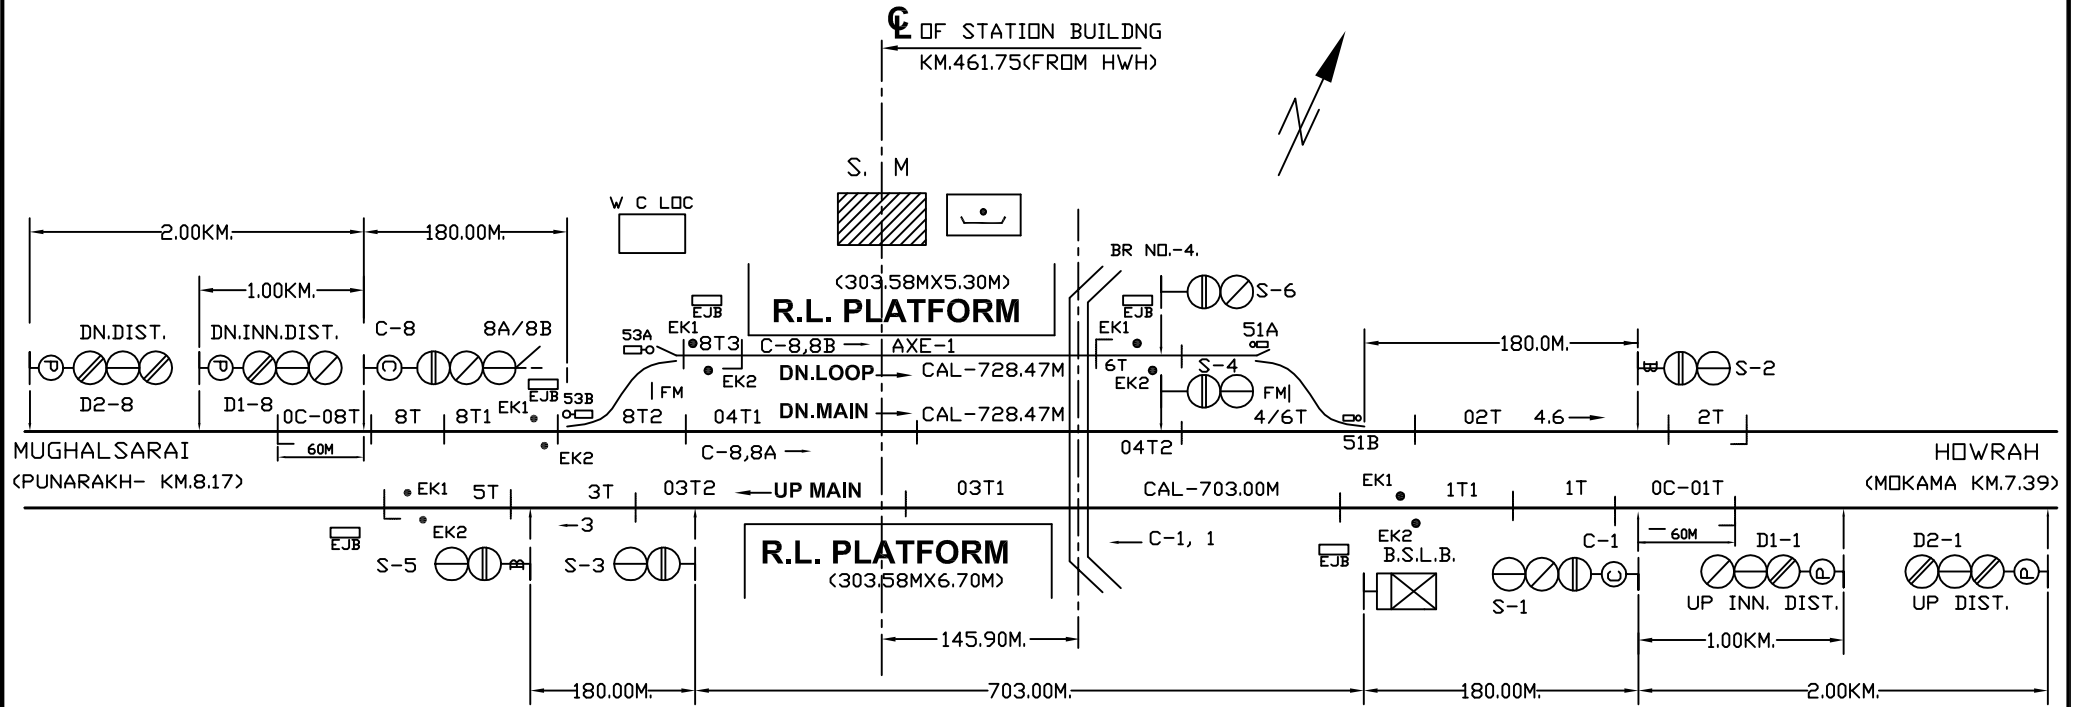 ℄ OF STATION BUILDNG
KM.461.75(FROM HWH)
S. M
W C LOC
2.00KM.
180.00M.
BR NO.-4.
1.00KM.
(303.58MX5.30M)
R.L. PLATFORM
S-6
DN.DIST.
DN.INN.DIST.
C-8
8A/8B
EJB
EJB
53A
EK1
8T3
C-8,8B
AXE-1
EK1
51A
180.0M.
P
P
C
EK2
DN.LOOP
CAL-728.47M
6T
EK2
S-4
B
S-2
D2-8
D1-8
EJB
53B
FM
FM
OC-08T
8T
8T1
EK1
8T2
04T1
DN.MAIN
CAL-728.47M
4/6T
02T
4.6
2T
MUGHALSARAI
60M
EK2
C-8,8A
04T2
51B
HOWRAH
(PUNARAKH- KM.8.17)
(MOKAMA KM.7.39)
EK1
5T
3T
03T2
UP MAIN
03T1
CAL-703.00M
EK1
1T1
1T
OC-01T
EJB
EK2
3
C-1, 1
EK2
C-1
60M
D1-1
D2-1
R.L. PLATFORM
EJB
B.S.L.B.
S-5
B
S-3
(303.58MX6.70M)
C
P
P
S-1
UP INN. DIST.
UP DIST.
145.90M.
1.00KM.
180.00M.
703.00M.
180.00M.
2.00KM.